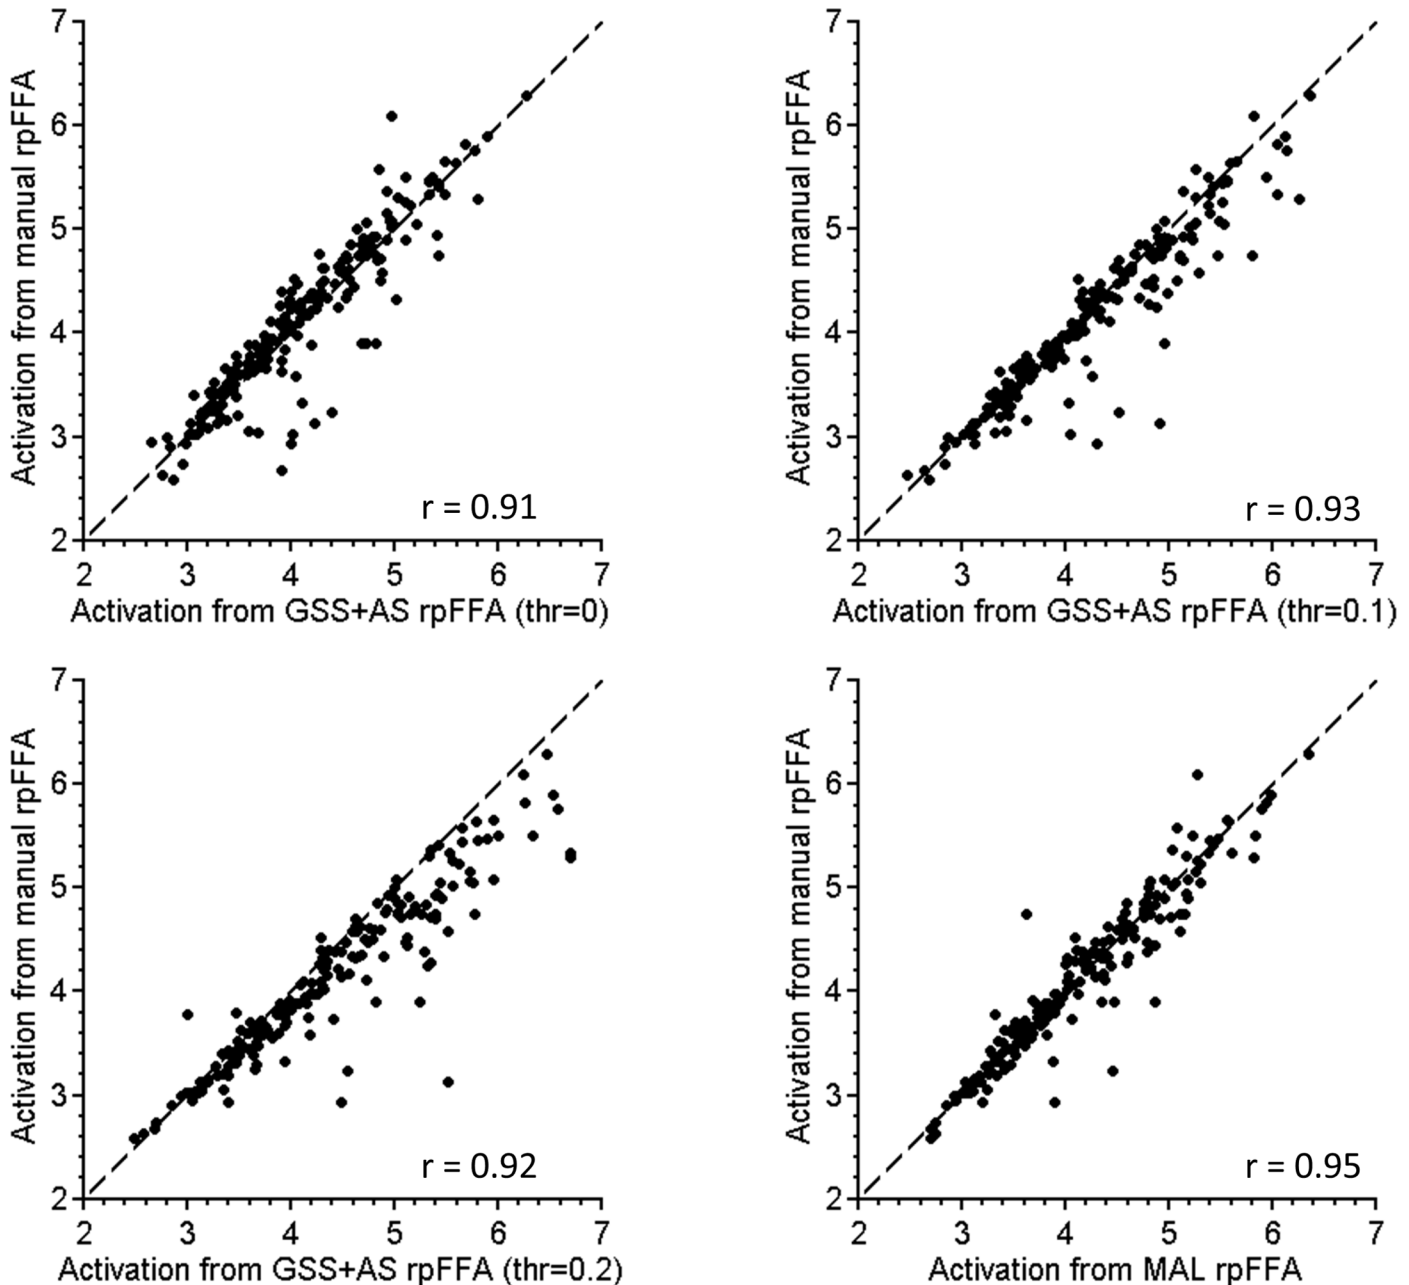 7
6
5
4
3
2
Activation from manual rpFFA
r = 0.91
2 3 4 5 6 7
Activation from GSS+AS rpFFA (thr=0)
7
6
5
4
3
2
Activation from manual rpFFA
r = 0.93
2 3 4 5 6 7
Activation from GSS+AS rpFFA (thr=0.1)
7
6
5
4
3
2
Activation from manual rpFFA
r = 0.92
2 3 4 5 6 7
Activation from GSS+AS rpFFA (thr=0.2)
7
6
5
4
3
2
Activation from manual rpFFA
r = 0.95
2 3 4 5 6 7
Activation from MAL rpFFA